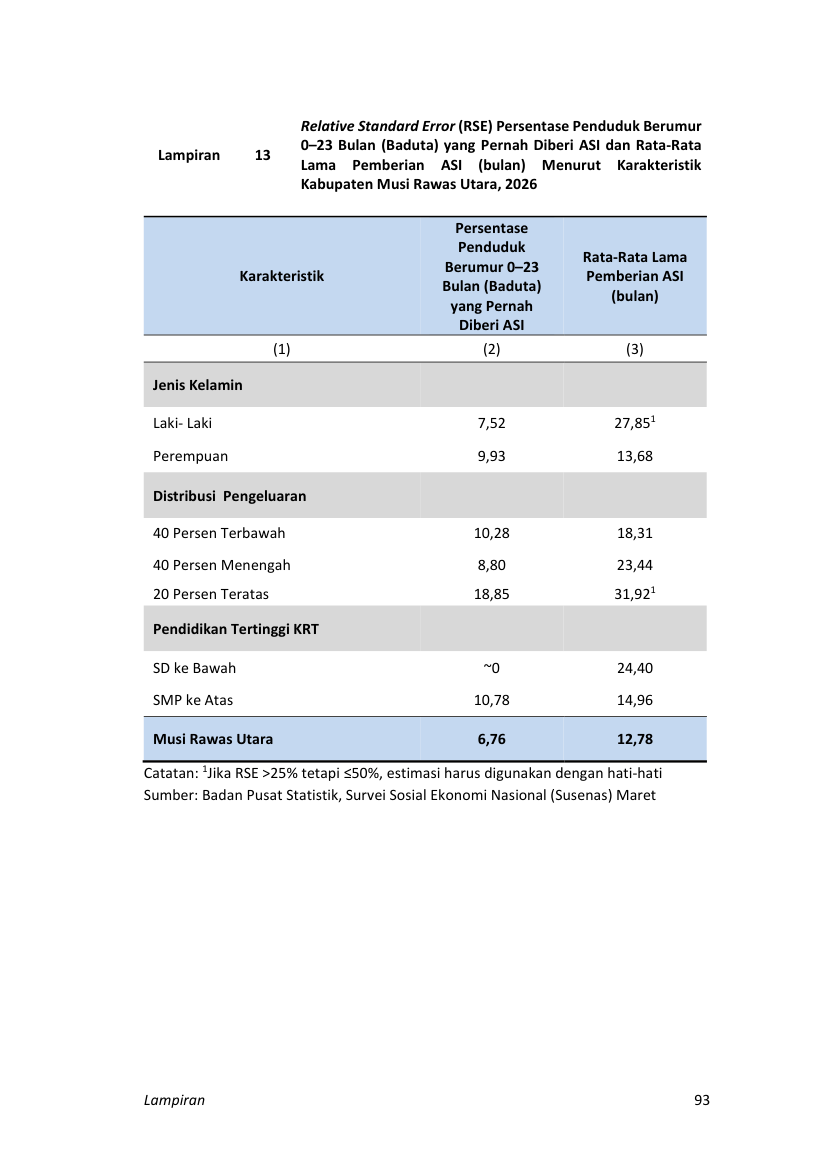 Lampiran 13
Relative Standard Error (RSE) Persentase Penduduk Berumur
0–23 Bulan (Baduta) yang Pernah Diberi ASI dan Rata-Rata
Lama Pemberian ASI (bulan) Menurut Karakteristik
Kabupaten Musi Rawas Utara, 2026
Karakteristik
Persentase
Penduduk
Berumur 0–23
Bulan (Baduta)
yang Pernah
Diberi ASI
Rata-Rata Lama
Pemberian ASI
(bulan)
(1) (2) (3)
Jenis Kelamin
Laki- Laki 7,52 27,85¹
Perempuan 9,93 13,68
Distribusi Pengeluaran
40 Persen Terbawah 10,28 18,31
40 Persen Menengah 8,80 23,44
20 Persen Teratas 18,85 31,92¹
Pendidikan Tertinggi KRT
SD ke Bawah ~0 24,40
SMP ke Atas 10,78 14,96
Musi Rawas Utara 6,76 12,78
Catatan: ¹Jika RSE >25% tetapi ≤50%, estimasi harus digunakan dengan hati-hati
Sumber: Badan Pusat Statistik, Survei Sosial Ekonomi Nasional (Susenas) Maret
Lampiran 93